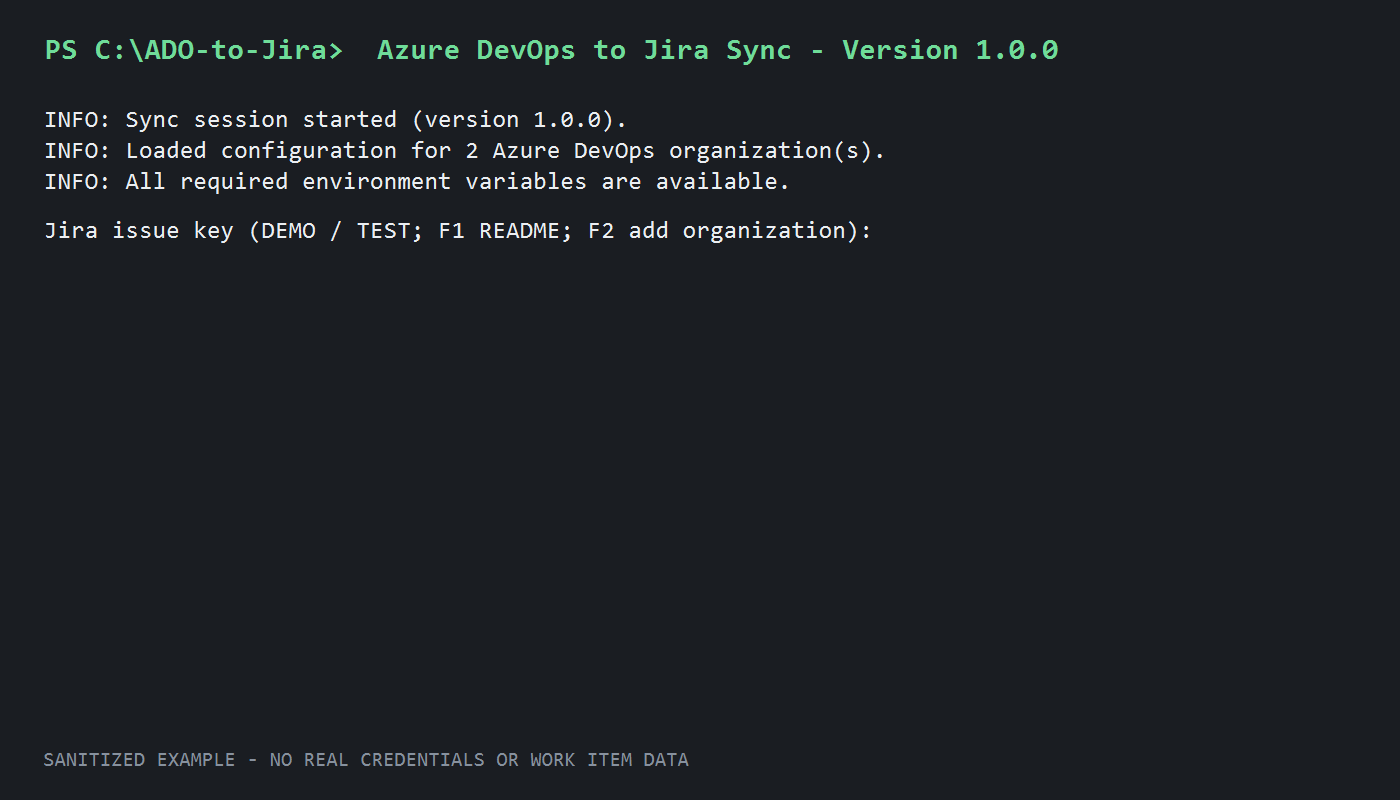 PS C:\ADO-to-Jira>  Azure DevOps to Jira Sync - Version 1.0.0
INFO: Sync session started (version 1.0.0).
INFO: Loaded configuration for 2 Azure DevOps organization(s).
INFO: All required environment variables are available.
Jira issue key (DEMO / TEST; F1 README; F2 add organization):
SANITIZED EXAMPLE - NO REAL CREDENTIALS OR WORK ITEM DATA